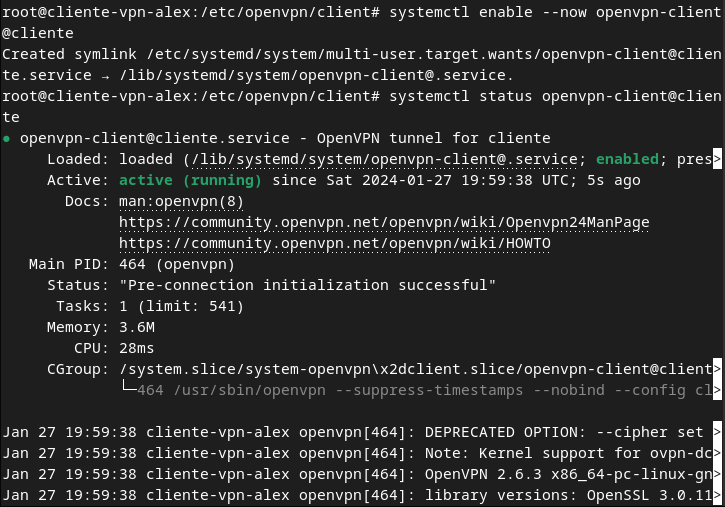 root@cliente-vpn-alex:/etc/openvpn/client# systemctl enable --now openvpn-client
@cliente
Created symlink /etc/systemd/system/multi-user.target.wants/openvpn-client@clien
te.service → /lib/systemd/system/openvpn-client@.service.
root@cliente-vpn-alex:/etc/openvpn/client# systemctl status openvpn-client@clien
te
● openvpn-client@cliente.service - OpenVPN tunnel for cliente
     Loaded: loaded (/lib/systemd/system/openvpn-client@.service; enabled; pres>
     Active: active (running) since Sat 2024-01-27 19:59:38 UTC; 5s ago
       Docs: man:openvpn(8)
             https://community.openvpn.net/openvpn/wiki/Openvpn24ManPage
             https://community.openvpn.net/openvpn/wiki/HOWTO
   Main PID: 464 (openvpn)
     Status: "Pre-connection initialization successful"
      Tasks: 1 (limit: 541)
     Memory: 3.6M
        CPU: 28ms
     CGroup: /system.slice/system-openvpn\x2dclient.slice/openvpn-client@client>
             └─464 /usr/sbin/openvpn --suppress-timestamps --nobind --config cl>

Jan 27 19:59:38 cliente-vpn-alex openvpn[464]: DEPRECATED OPTION: --cipher set >
Jan 27 19:59:38 cliente-vpn-alex openvpn[464]: Note: Kernel support for ovpn-dc>
Jan 27 19:59:38 cliente-vpn-alex openvpn[464]: OpenVPN 2.6.3 x86_64-pc-linux-gn>
Jan 27 19:59:38 cliente-vpn-alex openvpn[464]: library versions: OpenSSL 3.0.11>